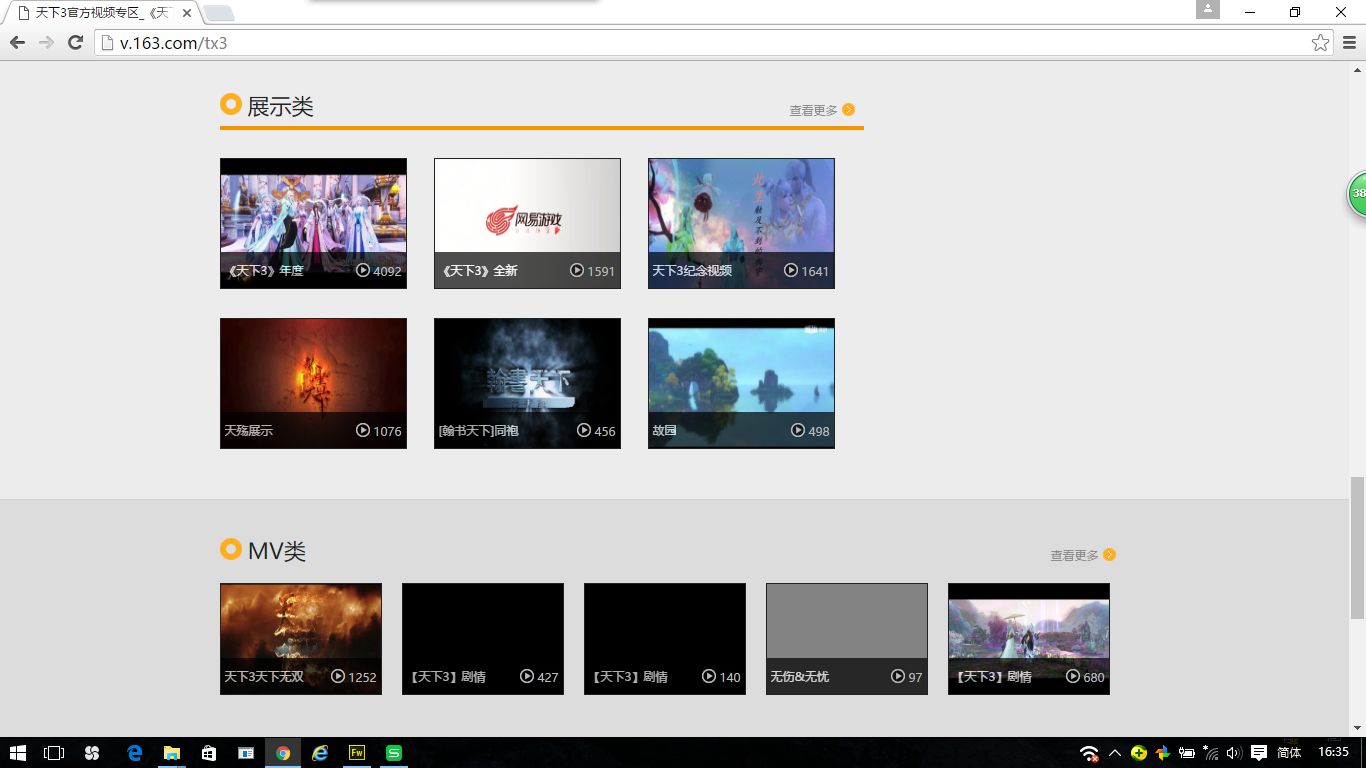 天下3官方视频专区_《天下
v.163.com/tx3
38
展示类
查看更多
网易游戏
《天下3》年度 4092
《天下3》全新 1591
天下3纪念视频 1641
天殇展示 1076
翰書天下
[翰书天下]同袍 456
故园 498
MV类
查看更多
天下3天下无双 1252
【天下3】剧情 427
【天下3】剧情 140
无伤&无忧 97
【天下3】剧情 680
Fw
简体
16:35